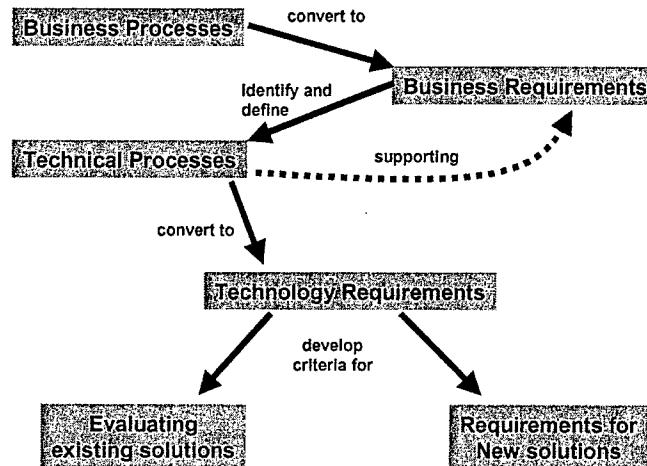 Business Processes
convert to
Business Requirements
Identify and
define
Technical Processes
supporting
convert to
Technology Requirements
develop
criteria for
Evaluating
existing solutions
Requirements for
New solutions